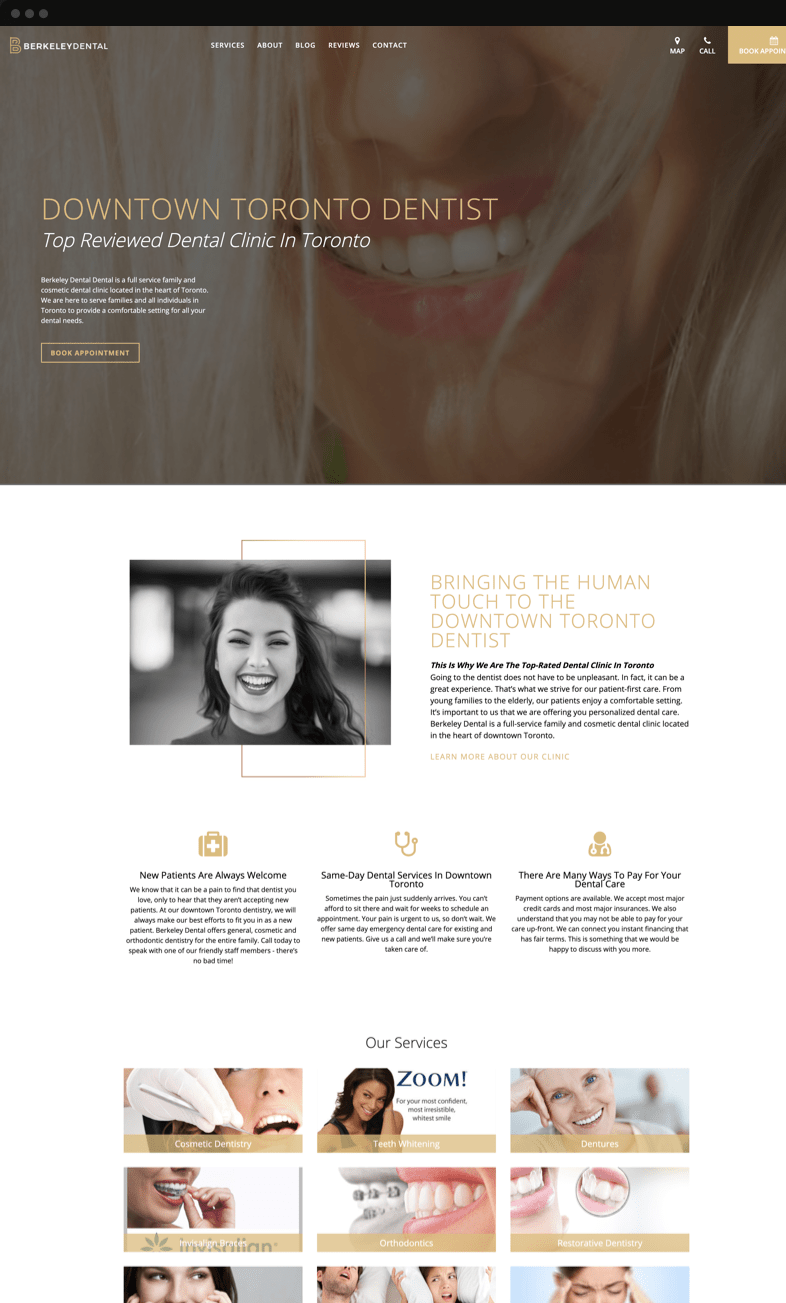 BERKELEYDENTAL
SERVICES ABOUT BLOG REVIEWS CONTACT
MAP CALL BOOK APPOIN
DOWNTOWN TORONTO DENTIST
Top Reviewed Dental Clinic In Toronto
Berkeley Dental Dental is a full service family and
cosmetic dental clinic located in the heart of Toronto.
We are here to serve families and all individuals in
Toronto to provide a comfortable setting for all your
dental needs.
BOOK APPOINTMENT
BRINGING THE HUMAN
TOUCH TO THE
DOWNTOWN TORONTO
DENTIST
This Is Why We Are The Top-Rated Dental Clinic In Toronto
Going to the dentist does not have to be unpleasant. In fact, it can be a
great experience. That's what we strive for our patient-first care. From
young families to the elderly, our patients enjoy a comfortable setting.
It's important to us that we are offering you personalized dental care.
Berkeley Dental is a full-service family and cosmetic dental clinic located
in the heart of downtown Toronto.
LEARN MORE ABOUT OUR CLINIC
New Patients Are Always Welcome
We know that it can be a pain to find that dentist you
love, only to hear that they aren't accepting new
patients. At our downtown Toronto dentistry, we will
always make our best efforts to fit you in as a new
patient. Berkeley Dental offers general, cosmetic and
orthodontic dentistry for the entire family. Call today to
speak with one of our friendly staff members - there's
no bad time!
Same-Day Dental Services In Downtown
Toronto
Sometimes the pain just suddenly arrives. You can't
afford to sit there and wait for weeks to schedule an
appointment. Your pain is urgent to us, so don't wait. We
offer same day emergency dental care for existing and
new patients. Give us a call and we'll make sure you're
taken care of.
There Are Many Ways To Pay For Your
Dental Care
Payment options are available. We accept most major
credit cards and most major insurances. We also
understand that you may not be able to pay for your
care up-front. We can connect you instant financing that
has fair terms. This is something that we would be
happy to discuss with you more.
Our Services
Cosmetic Dentistry
ZOOM!
For your most confident,
most irresistible,
whitest smile
Teeth Whitening
Dentures
Invisalign Braces
invisalign
Orthodontics
Restorative Dentistry